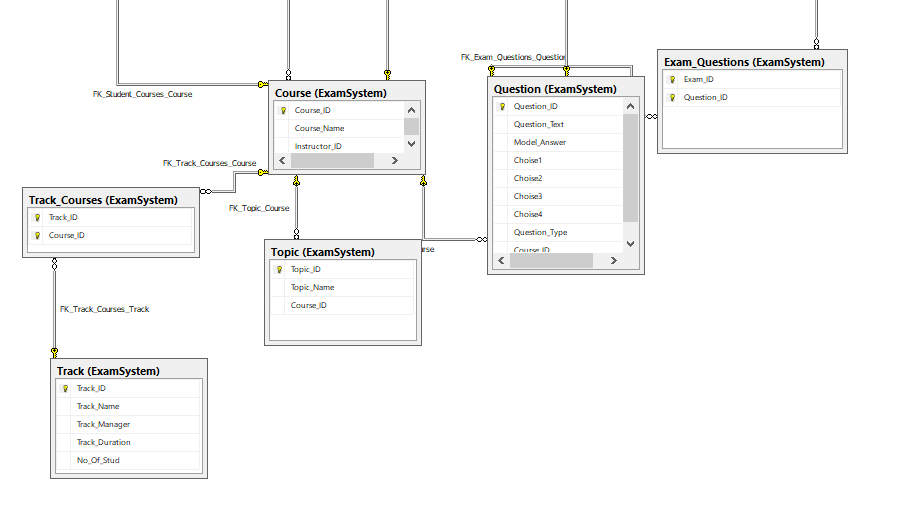 FK_Exam_Questions_Question
Exam_Questions (ExamSystem)
Exam_ID
Question_ID
FK_Student_Courses_Course
Course (ExamSystem)
Course_ID
Course_Name
Instructor_ID
Question (ExamSystem)
Question_ID
Question_Text
Model_Answer
Choise1
Choise2
Choise3
Choise4
Question_Type
Course_ID
FK_Track_Courses_Course
Track_Courses (ExamSystem)
Track_ID
Course_ID
FK_Topic_Course
Topic (ExamSystem)
Topic_ID
Topic_Name
Course_ID
FK_Track_Courses_Track
Track (ExamSystem)
Track_ID
Track_Name
Track_Manager
Track_Duration
No_Of_Stud